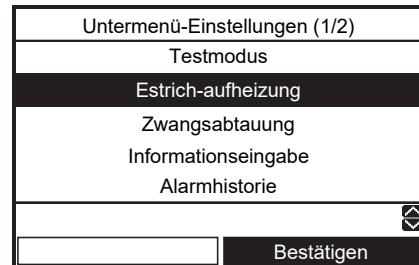 Untermenü-Einstellungen (1/2)
Testmodus
Estrich-aufheizung
Zwangsabtauung
Informationseingabe
Alarmhistorie
Bestätigen